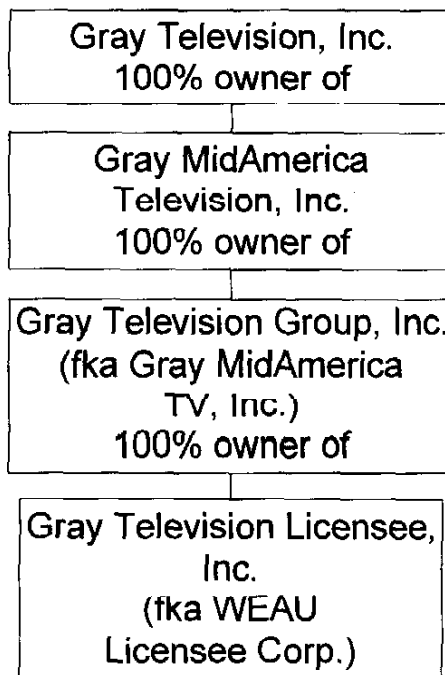 Gray Television, Inc.
100% owner of
Gray MidAmerica
Television, Inc.
100% owner of
Gray Television Group, Inc.
(fka Gray MidAmerica
TV, Inc.)
100% owner of
Gray Television Licensee,
Inc.
(fka WEAU
Licensee Corp.)